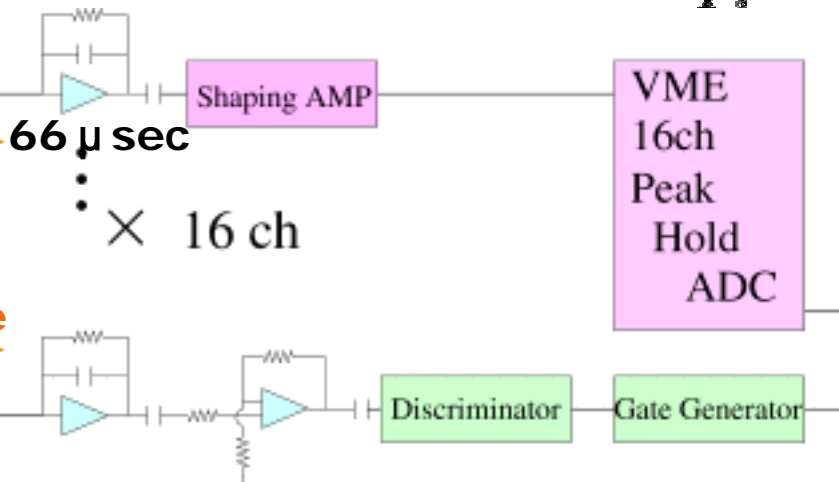 Shaping AMP
VME
16ch
Peak
Hold
ADC
66 μ sec
× 16 ch
e
Discriminator
Gate Generator